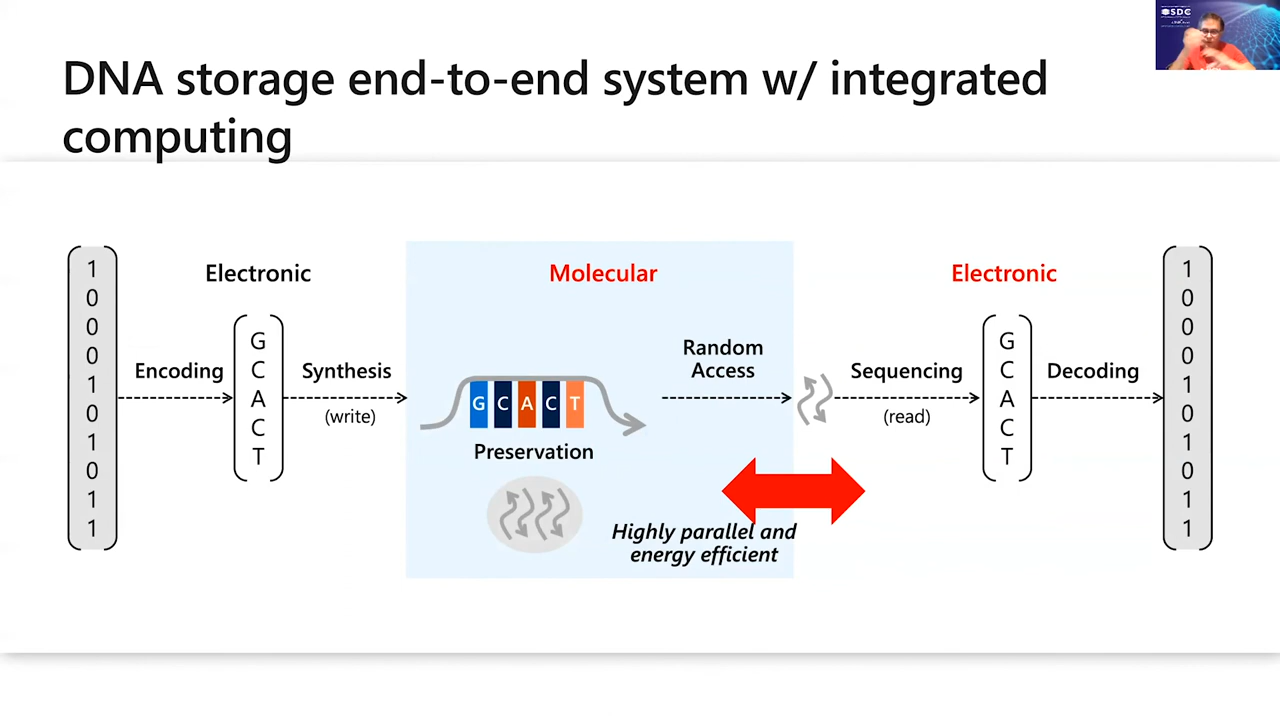 SDC
DNA storage end-to-end system w/ integrated
computing
1
0
0
0
1
0
1
0
1
1
Electronic
Encoding
G
C
A
C
T
Synthesis
(write)
Molecular
G C A C T
Preservation
Random
Access
Highly parallel and
energy efficient
Electronic
Sequencing
(read)
G
C
A
C
T
Decoding
1
0
0
0
1
0
1
0
1
1